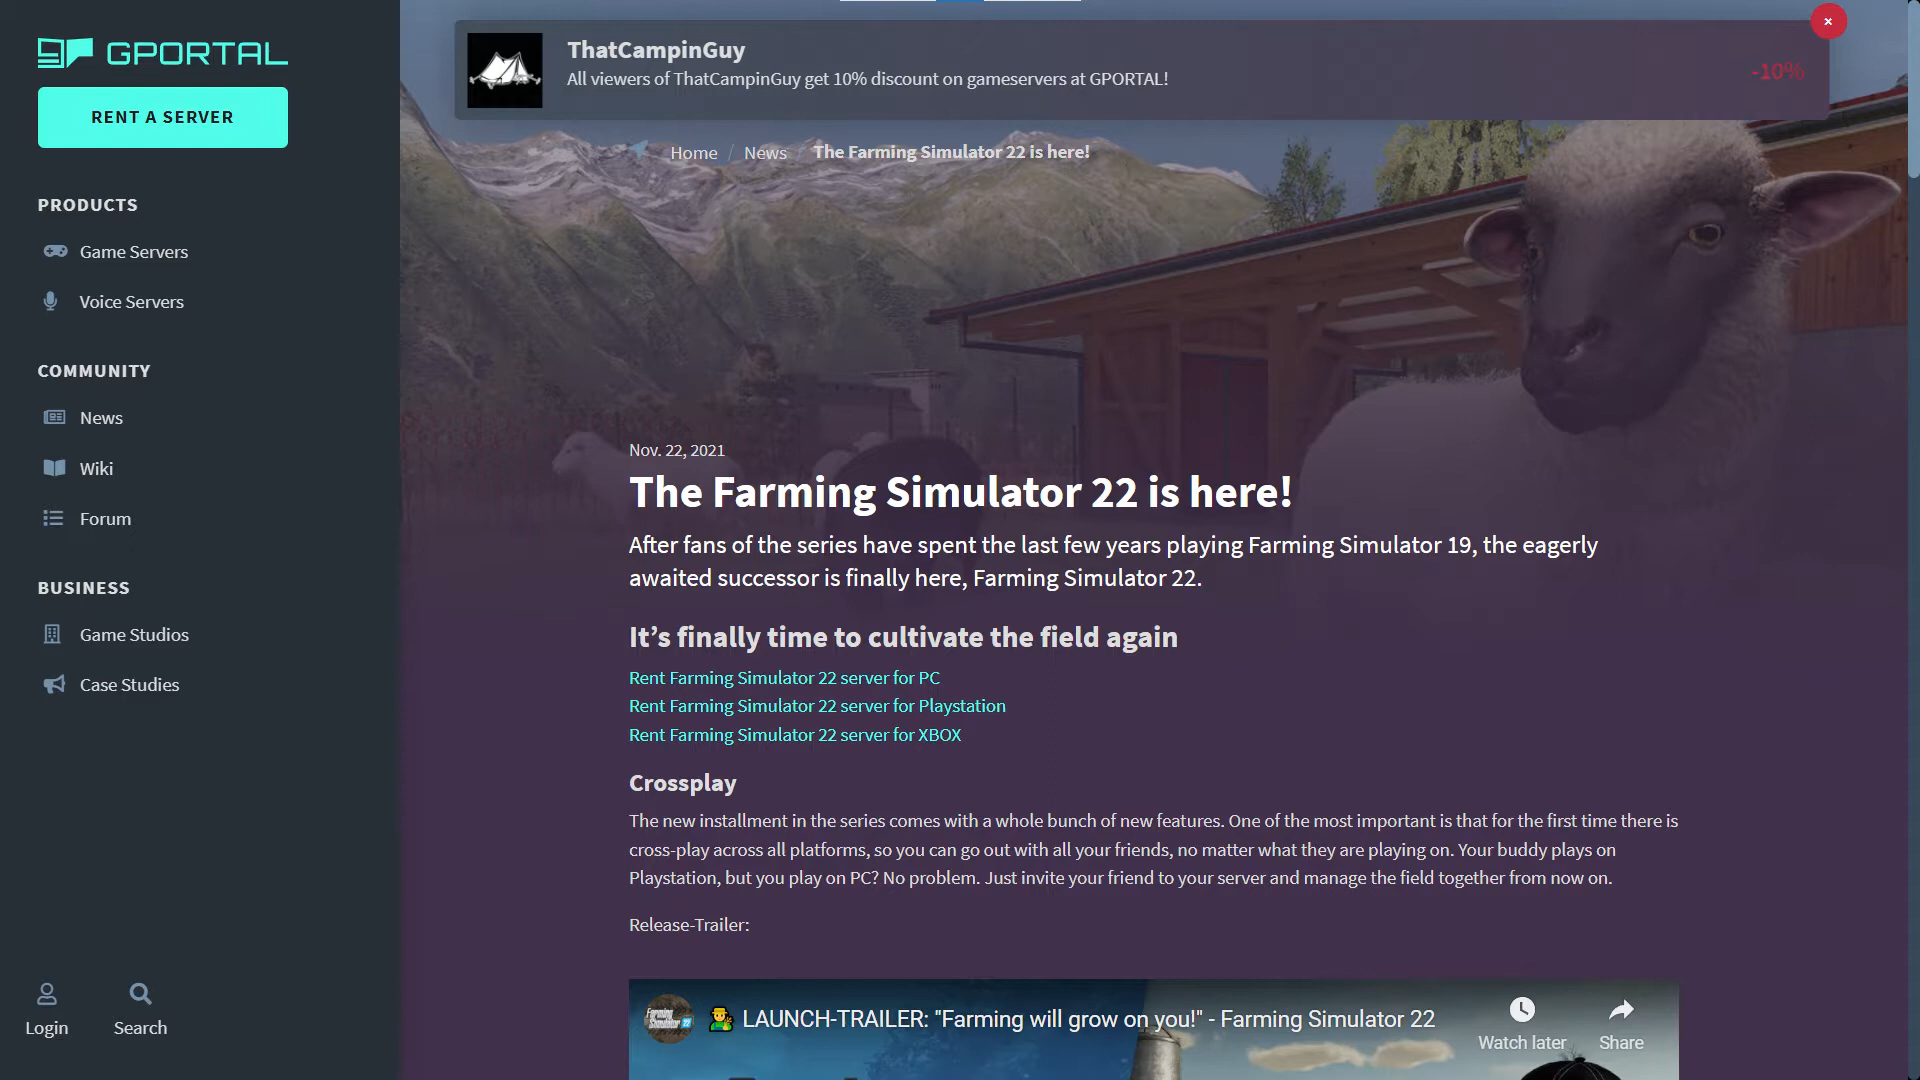 GPORTAL
RENT A SERVER
PRODUCTS
Game Servers
Voice Servers
COMMUNITY
News
Wiki
Forum
BUSINESS
Game Studios
Case Studies
Login
Search
ThatCampinGuy
All viewers of ThatCampinGuy get 10% discount on gameservers at GPORTAL!
-10%
×
Home / News / The Farming Simulator 22 is here!
Nov. 22, 2021
The Farming Simulator 22 is here!
After fans of the series have spent the last few years playing Farming Simulator 19, the eagerly
awaited successor is finally here, Farming Simulator 22.
It’s finally time to cultivate the field again
Rent Farming Simulator 22 server for PC
Rent Farming Simulator 22 server for Playstation
Rent Farming Simulator 22 server for XBOX
Crossplay
The new installment in the series comes with a whole bunch of new features. One of the most important is that for the first time there is
cross-play across all platforms, so you can go out with all your friends, no matter what they are playing on. Your buddy plays on
Playstation, but you play on PC? No problem. Just invite your friend to your server and manage the field together from now on.
Release-Trailer:
Farming Simulator 22
LAUNCH-TRAILER: "Farming will grow on you!" - Farming Simulator 22
Watch later
Share